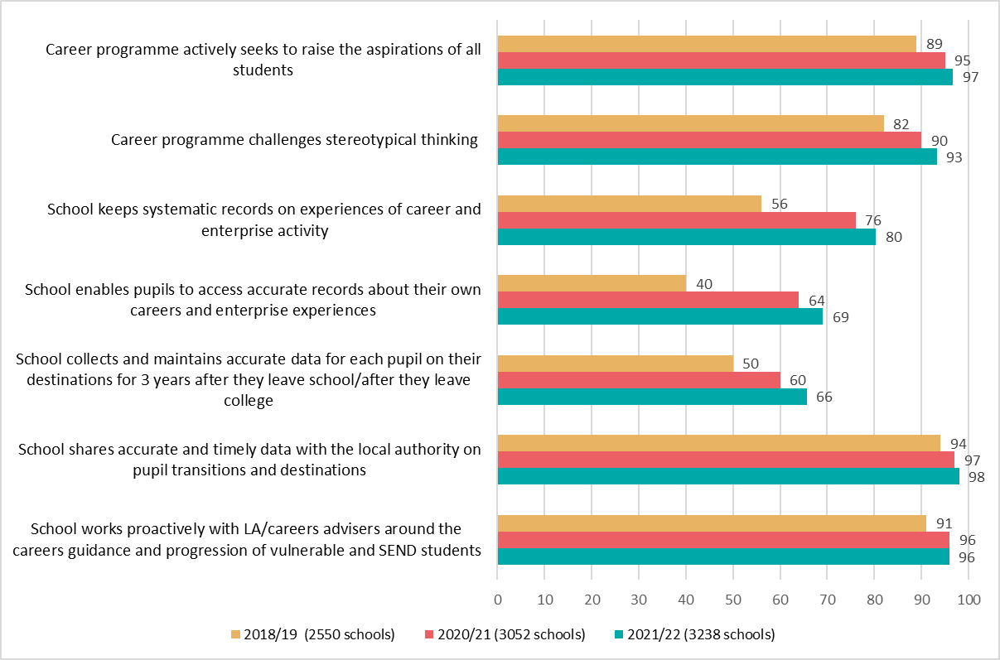 Career programme actively seeks to raise the aspirations of all
students
89
95
97
Career programme challenges stereotypical thinking
82
90
93
School keeps systematic records on experiences of career and
enterprise activity
56
76
80
School enables pupils to access accurate records about their own
careers and enterprise experiences
40
64
69
School collects and maintains accurate data for each pupil on their
destinations for 3 years after they leave school/after they leave
college
50
60
66
School shares accurate and timely data with the local authority on
pupil transitions and destinations
94
97
98
School works proactively with LA/careers advisers around the
careers guidance and progression of vulnerable and SEND students
91
96
96
0 10 20 30 40 50 60 70 80 90 100
2018/19 (2550 schools) 2020/21 (3052 schools) 2021/22 (3238 schools)